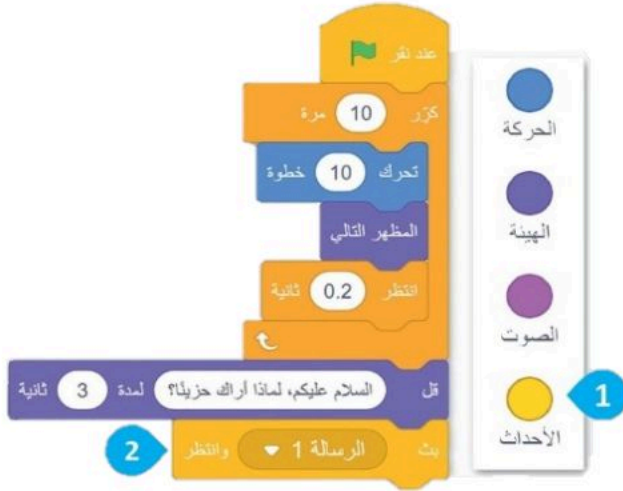 عند نقر
كرّر 10 مرة
تحرك 10 خطوة
المظهر التالي
انتظر 0.2 ثانية
قل السلام عليكم، لماذا أراك حزينًا؟ لمدة 3 ثانية
بث الرسالة 1 وانتظر
2
الحركة
الهيئة
الصوت
الأحداث
1